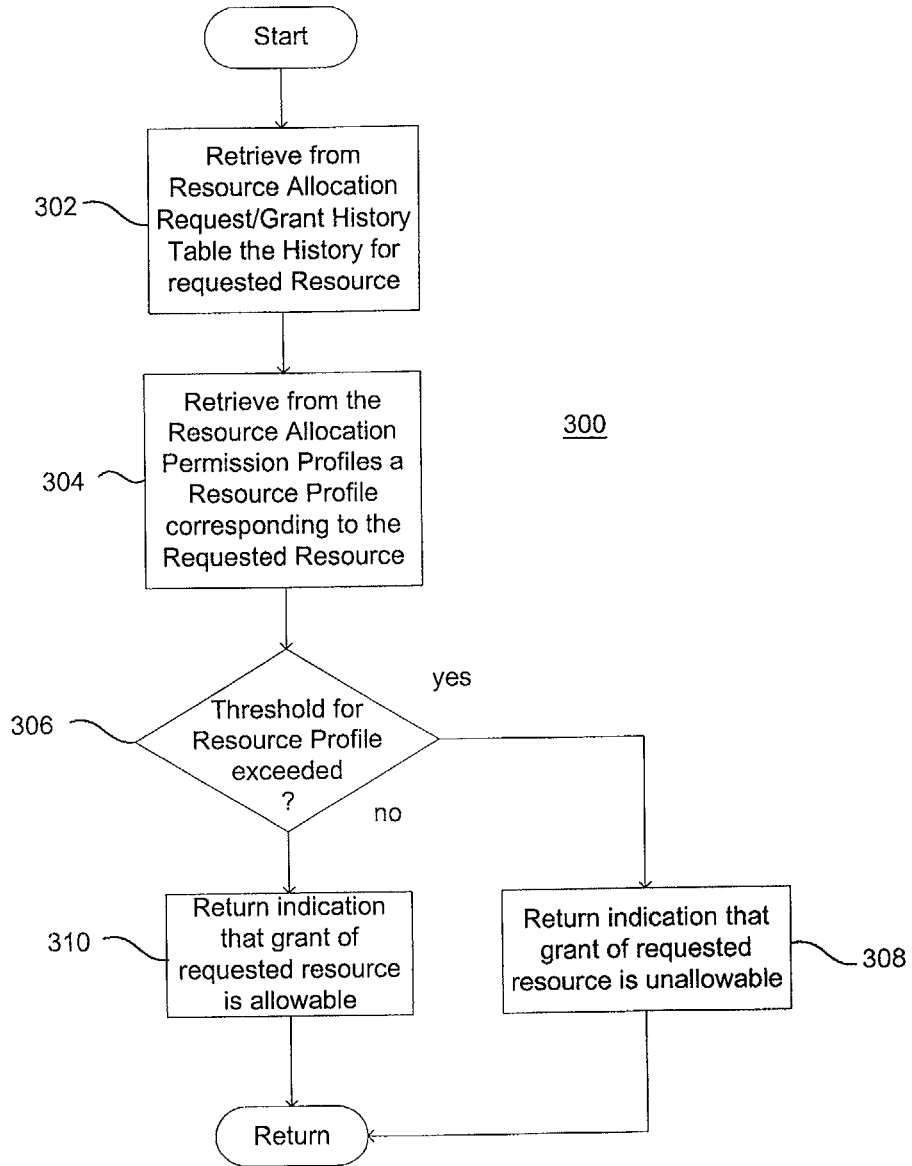 Start
302
Retrieve from
Resource Allocation
Request/Grant History
Table the History for
requested Resource
304
Retrieve from the
Resource Allocation
Permission Profiles a
Resource Profile
corresponding to the
Requested Resource
300
306
Threshold for
Resource Profile
exceeded
?
yes
no
310
Return indication
that grant of
requested resource
is allowable
Return indication that
grant of requested
resource is unallowable
308
Return